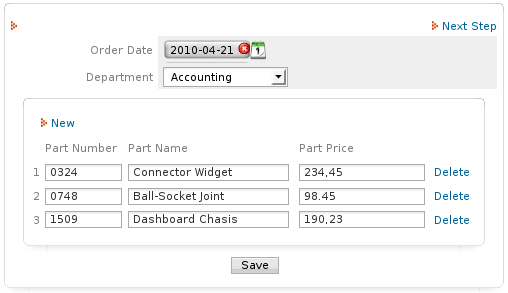 Next Step
Order Date 2010-04-21 1
Department Accounting
New
Part Number Part Name Part Price
1 0324 Connector Widget 234,45 Delete
2 0748 Ball-Socket Joint 98.45 Delete
3 1509 Dashboard Chasis 190,23 Delete
Save